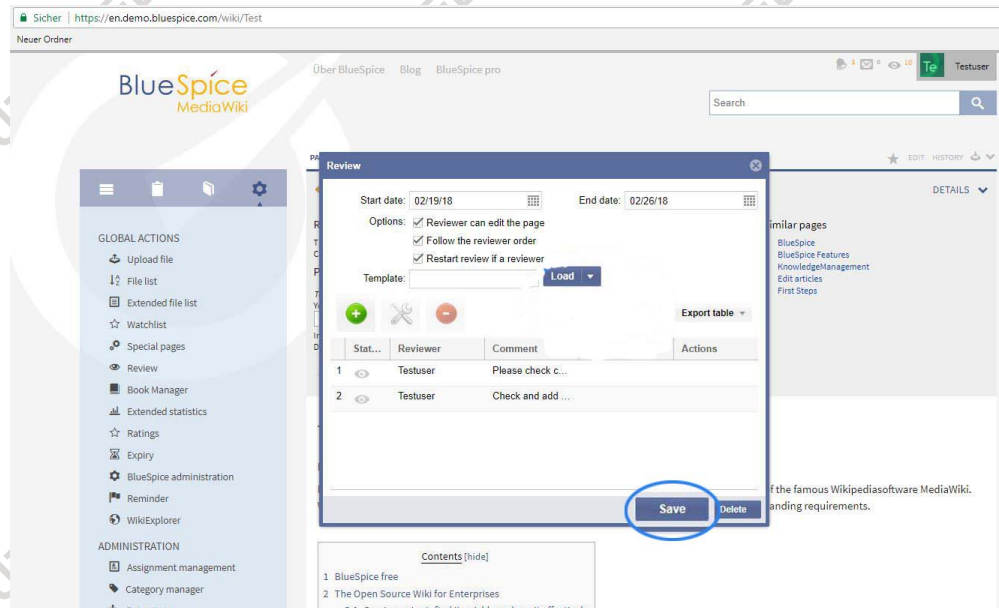 Sicher | https://en.demo.bluespice.com/wiki/Test
Neuer Ordner
BlueSpice
MediaWiki
Über BlueSpice Blog BlueSpice pro
Te Testuser
Search
EDIT HISTORY
DETAILS
GLOBAL ACTIONS
Upload file
File list
Extended file list
Watchlist
Special pages
Review
Book Manager
Extended statistics
Ratings
Expiry
BlueSpice administration
Reminder
WikiExplorer
ADMINISTRATION
Assignment management
Category manager
PA
Review
Start date: 02/19/18 End date: 02/26/18
Options: Reviewer can edit the page
Follow the reviewer order
Restart review if a reviewer
Template: Load
Export table
Stat... Reviewer Comment Actions
1 Testuser Please check c...
2 Testuser Check and add ...
Save Delete
imilar pages
BlueSpice
BlueSpice Features
KnowledgeManagement
Edit articles
First Steps
f the famous Wikipediasoftware MediaWiki.
anding requirements.
Contents [hide]
1 BlueSpice free
2 The Open Source Wiki for Enterprises